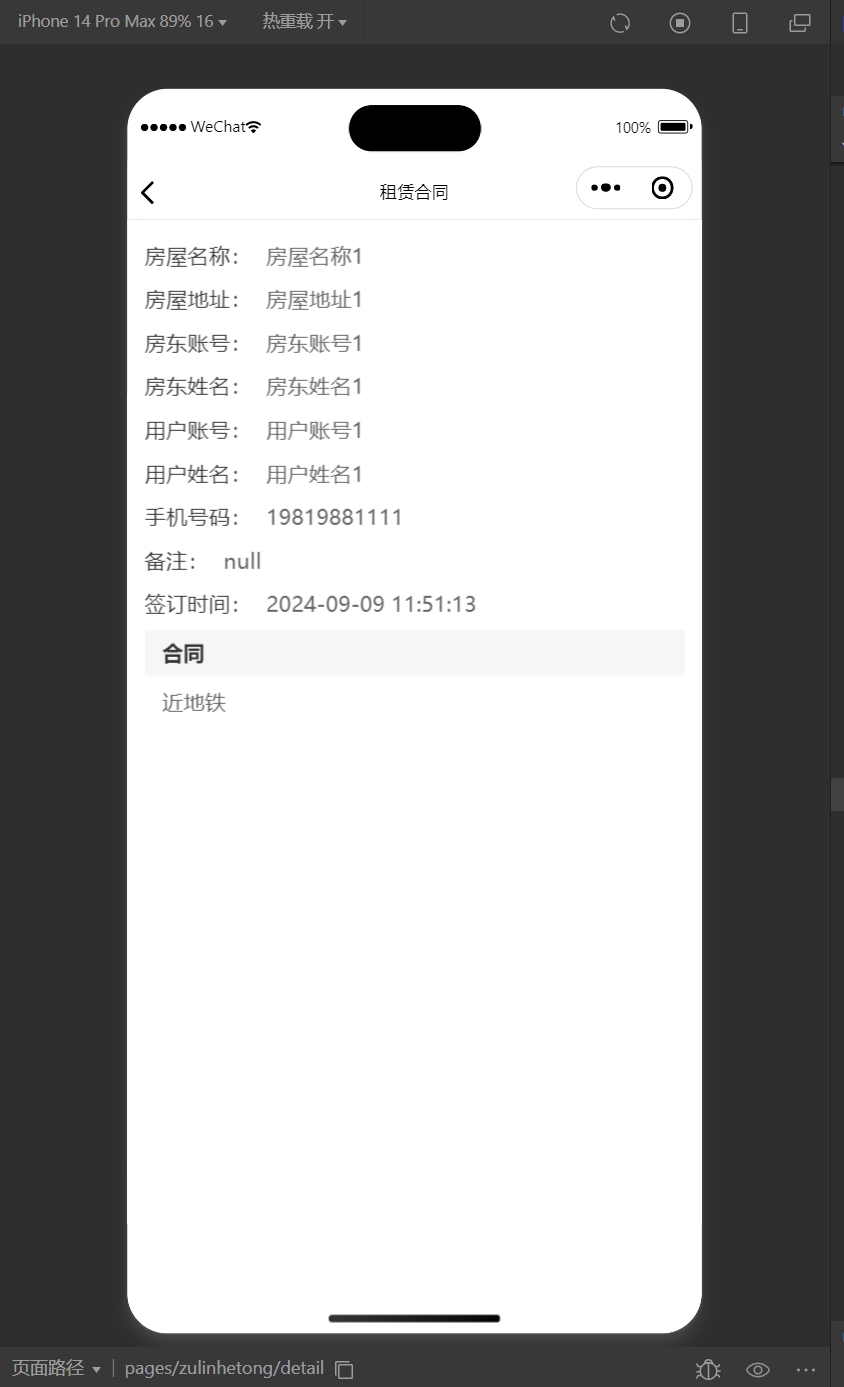 iPhone 14 Pro Max 89% 16 热重载 开
WeChat 100%
租赁合同
房屋名称： 房屋名称1
房屋地址： 房屋地址1
房东账号： 房东账号1
房东姓名： 房东姓名1
用户账号： 用户账号1
用户姓名： 用户姓名1
手机号码： 19819881111
备注： null
签订时间： 2024-09-09 11:51:13
合同
近地铁
页面路径 pages/zulinhetong/detail